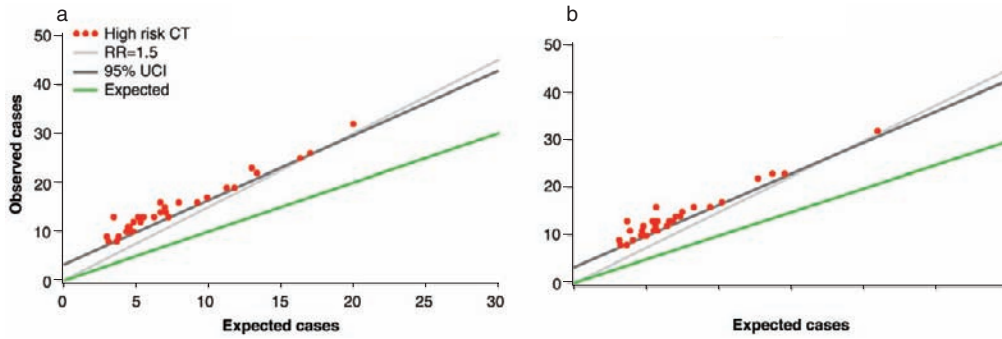 a
50
40
30
20
10
0
Observed cases
High risk CT
RR=1.5
95% UCI
Expected
0 5 10 15 20 25 30
Expected cases
b
50
40
30
20
10
0
Expected cases